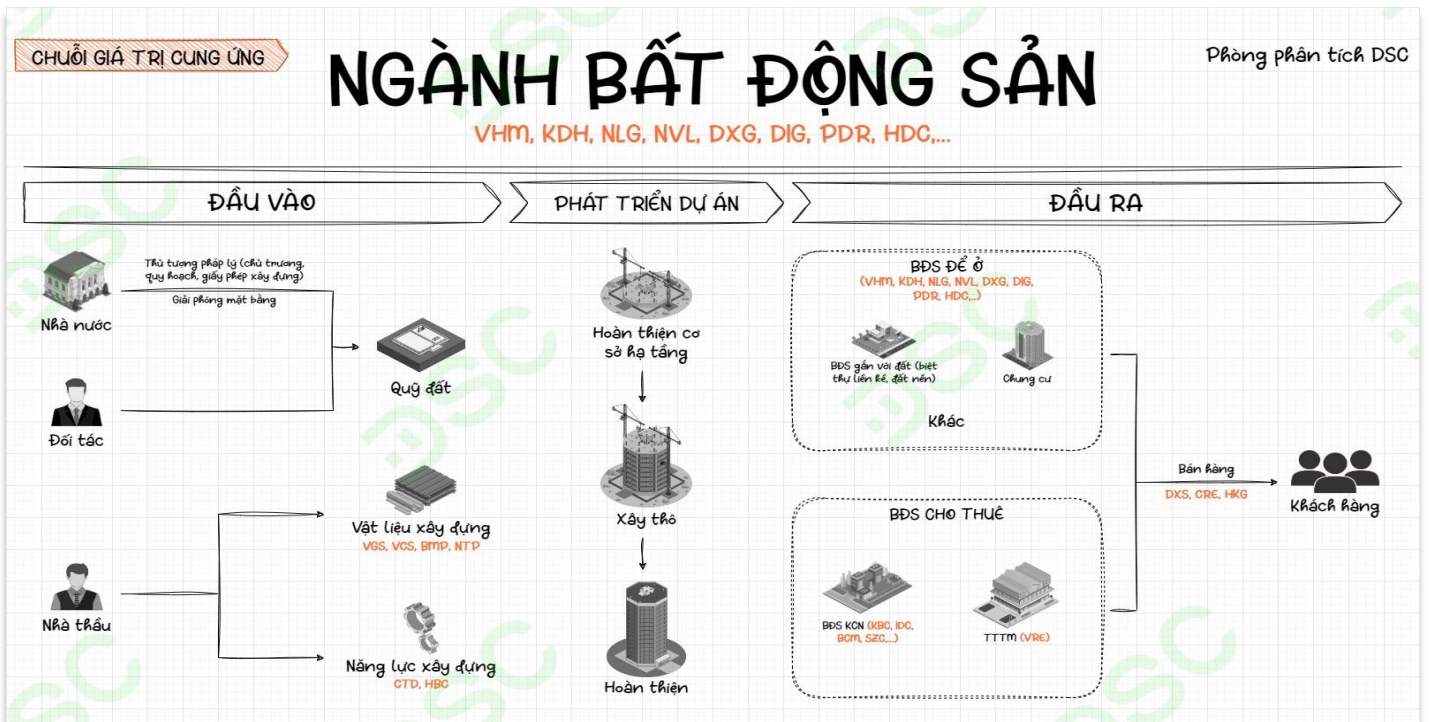 CHUỖI GIÁ TRỊ CUNG ỨNG
NGÀNH BẤT ĐỘNG SẢN
Phòng phân tích DSC
VHM, KDH, NLG, NVL, DXG, DIG, PDR, HDC,...
ĐẦU VÀO
PHÁT TRIỂN DỰ ÁN
ĐẦU RA
Thủ tương pháp lý (chủ trương,
quy hoạch, giấy phép xây dựng)
Giải phóng mặt bằng
Nhà nước
Quỹ đất
Đối tác
Vật liệu xây dựng
VGS, VCS, BMP, NTP
Nhà thầu
Năng lực xây dựng
CTD, HBC
Hoàn thiện cơ
sở hạ tầng
Xây thô
Hoàn thiện
BĐS ĐỂ Ở
(VHM, KDH, NLG, NVL, DXG, DIG,
PDR, HDC,..)
BĐS gắn với đất (biệt
thự liền kề, đất nền)
Chung cư
Khác
BĐS CHO THUÊ
BĐS KCN (KBC, IDC,
BCM, SZC,...)
TTTM (VRE)
Bán hàng
DXS, CRE, HKG
Khách hàng
DSC